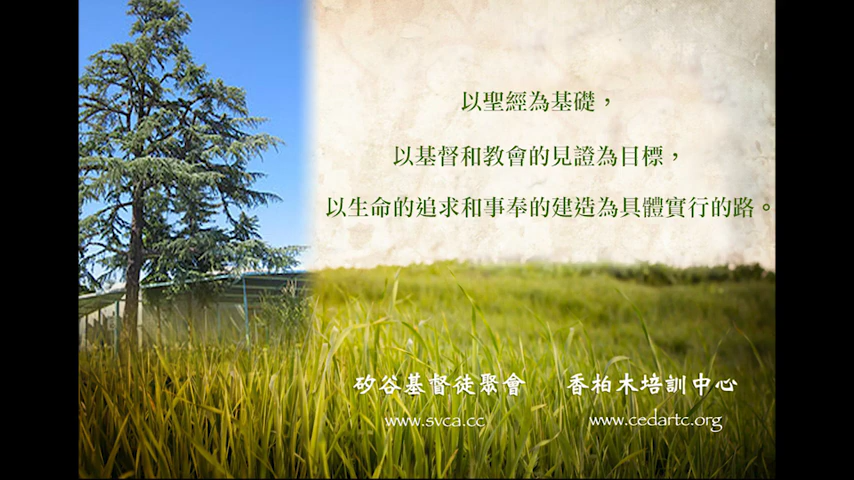 以聖經為基礎，
以基督和教會的見證為目標，
以生命的追求和事奉的建造為具體實行的路。
矽谷基督徒聚會 香柏木培訓中心
www.svca.cc www.cedartc.org